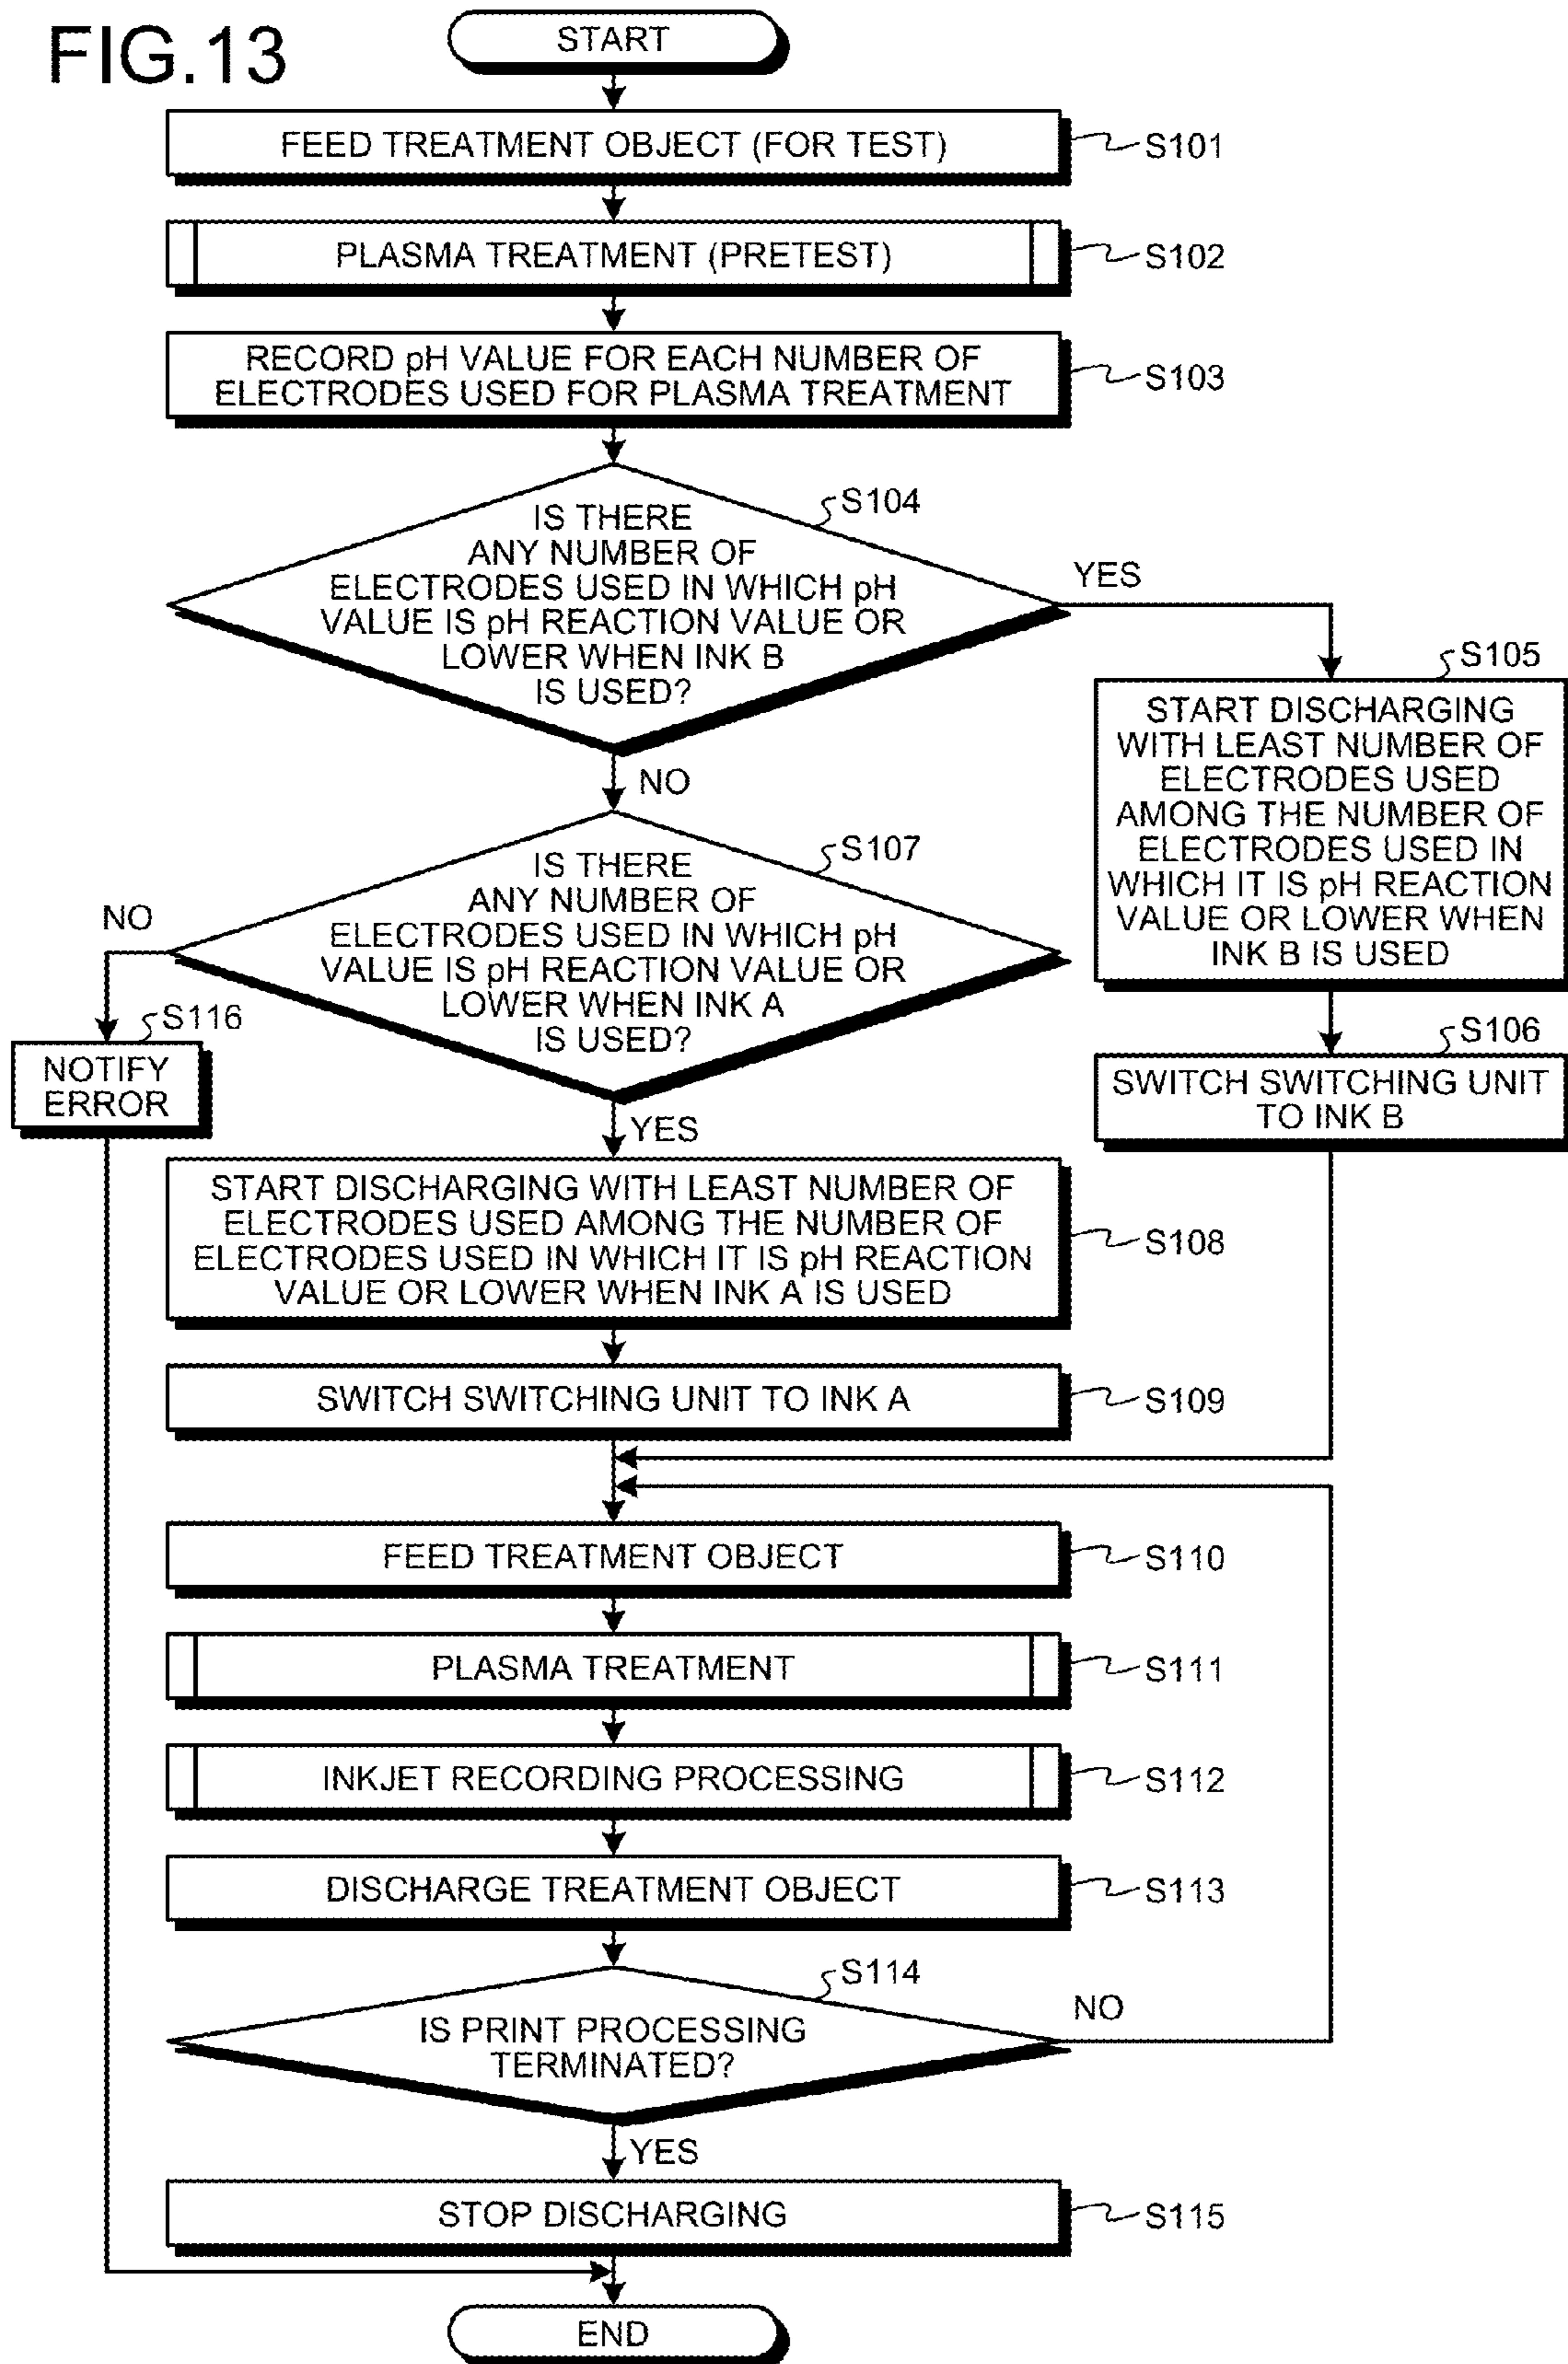 FIG.13
START
FEED TREATMENT OBJECT (FOR TEST)
S101
PLASMA TREATMENT (PRETEST)
S102
RECORD pH VALUE FOR EACH NUMBER OF
ELECTRODES USED FOR PLASMA TREATMENT
S103
S104
IS THERE
ANY NUMBER OF
ELECTRODES USED IN WHICH pH
VALUE IS pH REACTION VALUE OR
LOWER WHEN INK B
IS USED?
YES
NO
S105
START DISCHARGING
WITH LEAST NUMBER OF
ELECTRODES USED
AMONG THE NUMBER OF
ELECTRODES USED IN
WHICH IT IS pH REACTION
VALUE OR LOWER WHEN
INK B IS USED
S106
SWITCH SWITCHING UNIT
TO INK B
S107
IS THERE
ANY NUMBER OF
ELECTRODES USED IN WHICH pH
VALUE IS pH REACTION VALUE OR
LOWER WHEN INK A
IS USED?
NO
S116
NOTIFY
ERROR
YES
START DISCHARGING WITH LEAST NUMBER OF
ELECTRODES USED AMONG THE NUMBER OF
ELECTRODES USED IN WHICH IT IS pH REACTION
VALUE OR LOWER WHEN INK A IS USED
S108
SWITCH SWITCHING UNIT TO INK A
S109
FEED TREATMENT OBJECT
S110
PLASMA TREATMENT
S111
INKJET RECORDING PROCESSING
S112
DISCHARGE TREATMENT OBJECT
S113
S114
IS PRINT PROCESSING
TERMINATED?
NO
YES
STOP DISCHARGING
S115
END